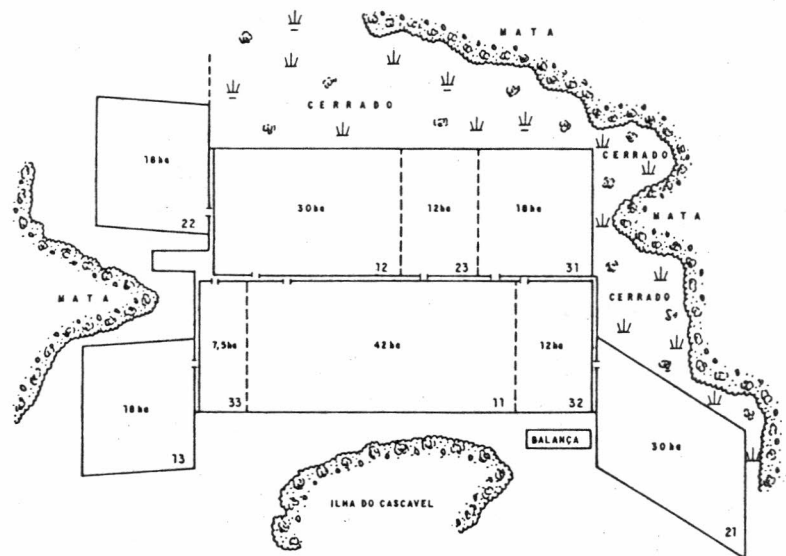 MATA
CERRADO
CERRADO
18 ha
22
30 ha
12
12 ha
23
18 ha
31
MATA
MATA
CERRADO
7,5 ha
33
42 ha
11
12 ha
32
18 ha
13
BALANÇA
30 ha
21
ILHA DO CASCAVEL